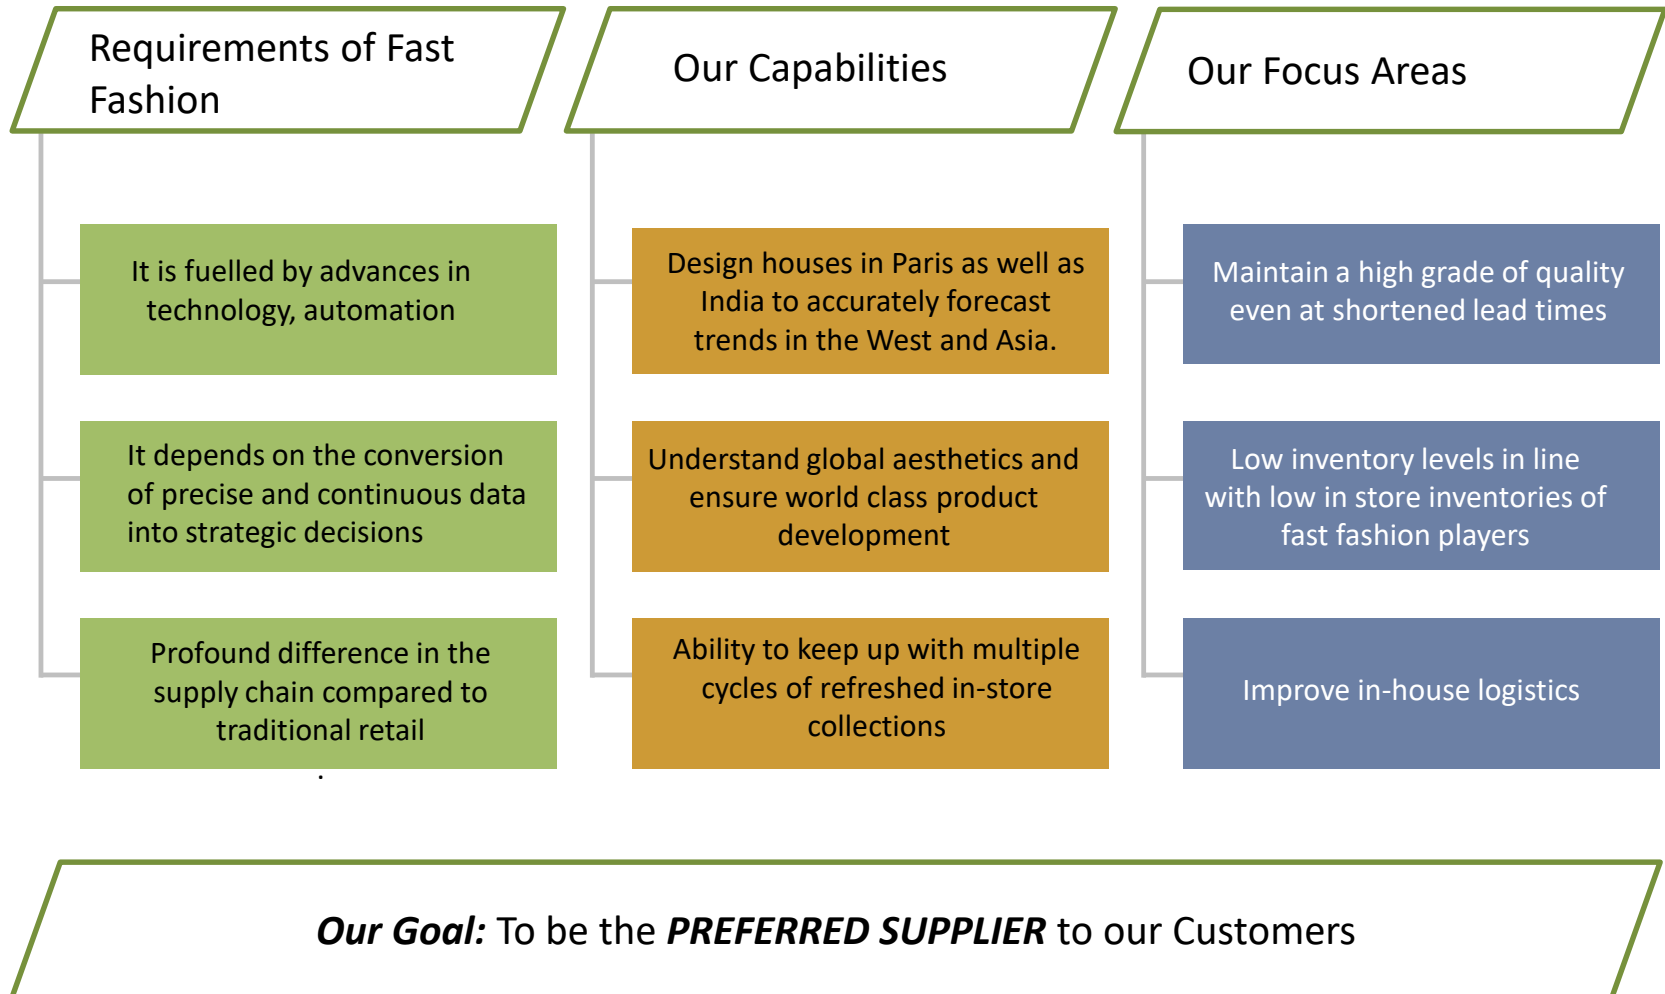 Requirements of Fast
Fashion
It is fuelled by advances in
technology, automation
It depends on the conversion
of precise and continuous data
into strategic decisions
Profound difference in the
supply chain compared to
traditional retail
.
Our Capabilities
Design houses in Paris as well as
India to accurately forecast
trends in the West and Asia.
Understand global aesthetics and
ensure world class product
development
Ability to keep up with multiple
cycles of refreshed in-store
collections
Our Focus Areas
Maintain a high grade of quality
even at shortened lead times
Low inventory levels in line
with low in store inventories of
fast fashion players
Improve in-house logistics
Our Goal: To be the PREFERRED SUPPLIER to our Customers